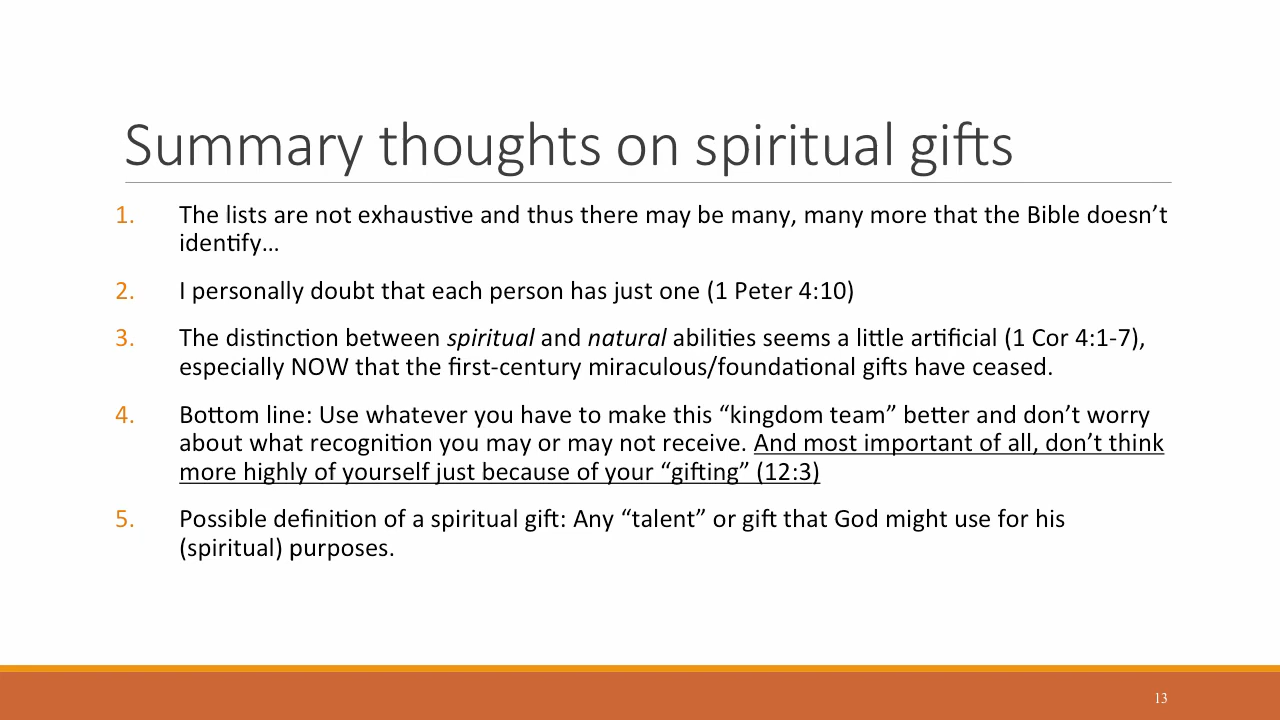 Summary thoughts on spiritual gifts
1. The lists are not exhaustive and thus there may be many, many more that the Bible doesn’t
identify…
2. I personally doubt that each person has just one (1 Peter 4:10)
3. The distinction between spiritual and natural abilities seems a little artificial (1 Cor 4:1-7),
especially NOW that the first-century miraculous/foundational gifts have ceased.
4. Bottom line: Use whatever you have to make this “kingdom team” better and don’t worry
about what recognition you may or may not receive. And most important of all, don’t think
more highly of yourself just because of your “gifting” (12:3)
5. Possible definition of a spiritual gift: Any “talent” or gift that God might use for his
(spiritual) purposes.
13